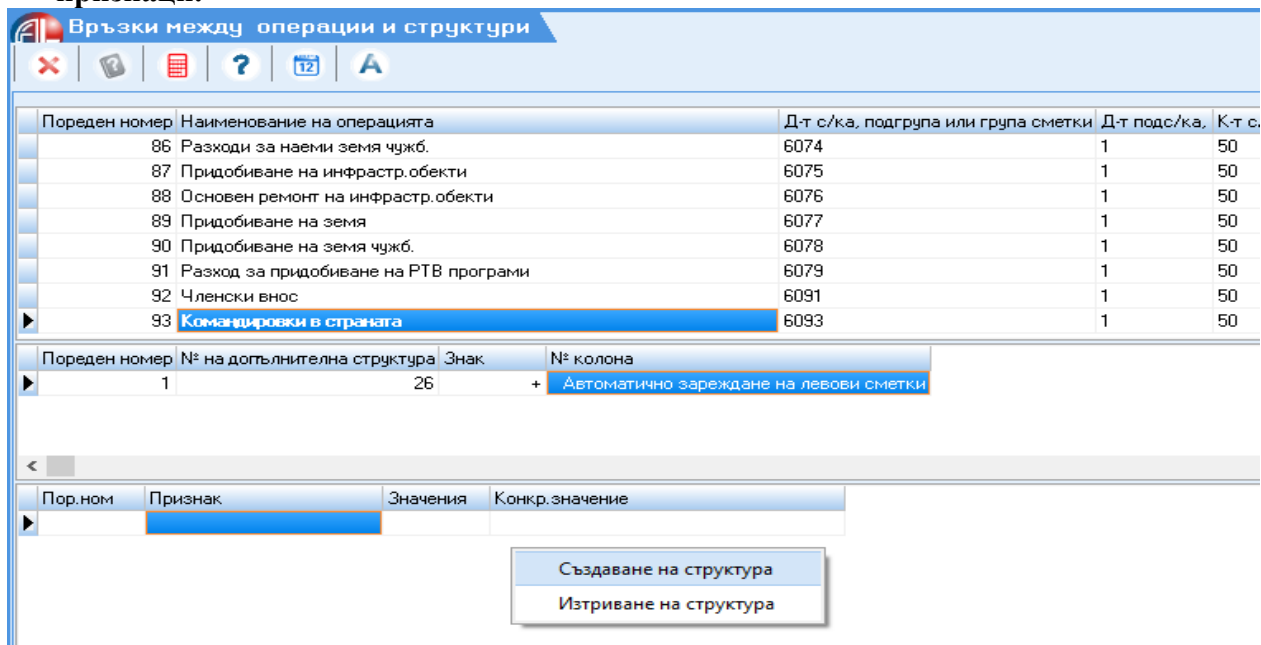 признаци.
Връзки между операции и структури
12
Пореден номер Наименование на операцията Д-т с/ка, подгрупа или група сметки Д-т подс/ка, К-т с.
86 Разходи за наеми земя чужб. 6074 1 50
87 Придобиване на инфрастр.обекти 6075 1 50
88 Основен ремонт на инфрастр.обекти 6076 1 50
89 Придобиване на земя 6077 1 50
90 Придобиване на земя чужб. 6078 1 50
91 Разход за придобиване на РТВ програми 6079 1 50
92 Членски внос 6091 1 50
93 Командировки в страната 6093 1 50
Пореден номер № на допълнителна структура Знак № колона
1 26 + Автоматично зареждане на левови сметки
Пор.ном Признак Значения Конкр.значение
Създаване на структура
Изтриване на структура